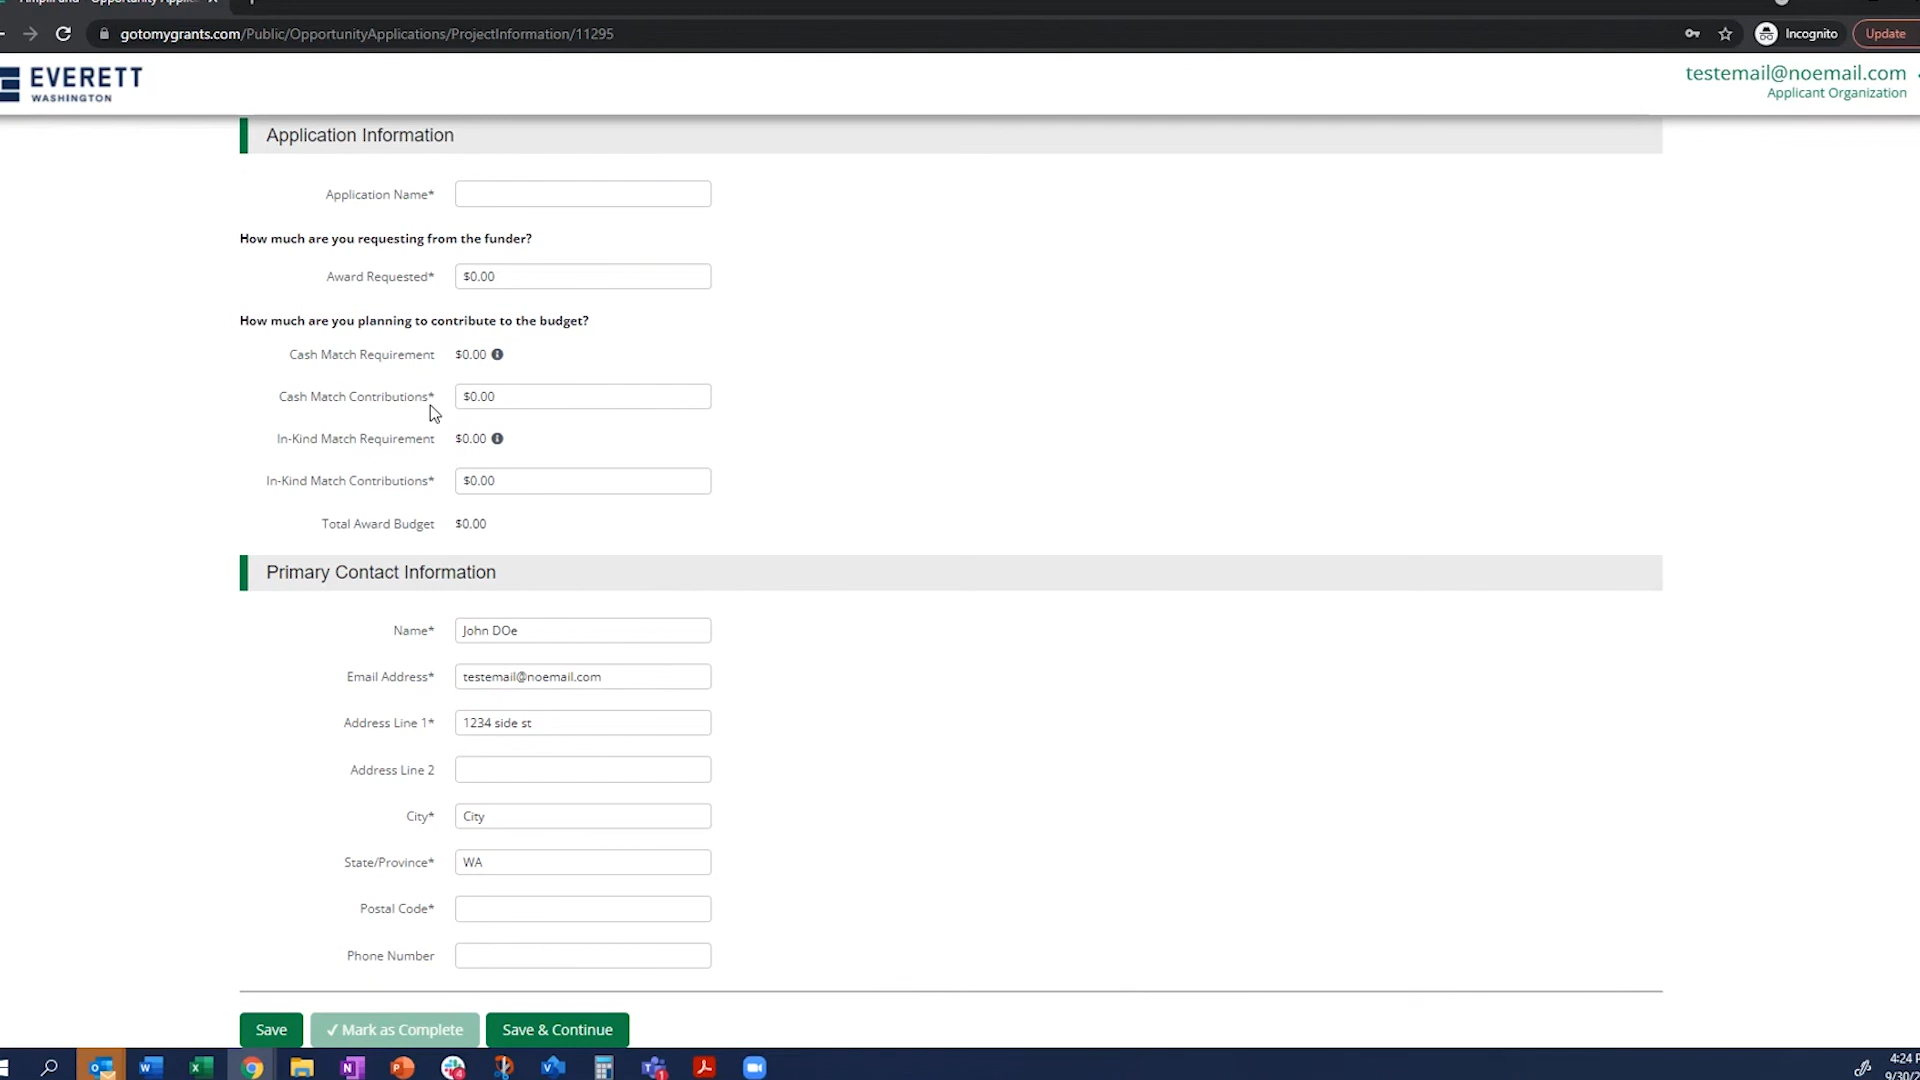 gotomygrants.com/Public/OpportunityApplications/ProjectInformation/11295
Incognito
Update
EVERETT
WASHINGTON
testemail@noemail.com
Applicant Organization
Application Information
Application Name*
How much are you requesting from the funder?
Award Requested* $0.00
How much are you planning to contribute to the budget?
Cash Match Requirement $0.00
Cash Match Contributions* $0.00
In-Kind Match Requirement $0.00
In-Kind Match Contributions* $0.00
Total Award Budget $0.00
Primary Contact Information
Name* John DOe
Email Address* testemail@noemail.com
Address Line 1* 1234 side st
Address Line 2
City* City
State/Province* WA
Postal Code*
Phone Number
Save
✓ Mark as Complete
Save & Continue
4:24 P
9/30/2